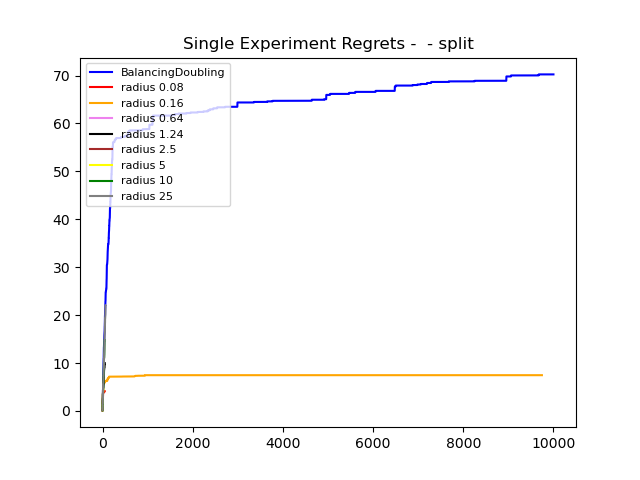 Single Experiment Regrets -  - split
70
60
50
40
30
20
10
0
BalancingDoubling
radius 0.08
radius 0.16
radius 0.64
radius 1.24
radius 2.5
radius 5
radius 10
radius 25
0 2000 4000 6000 8000 10000